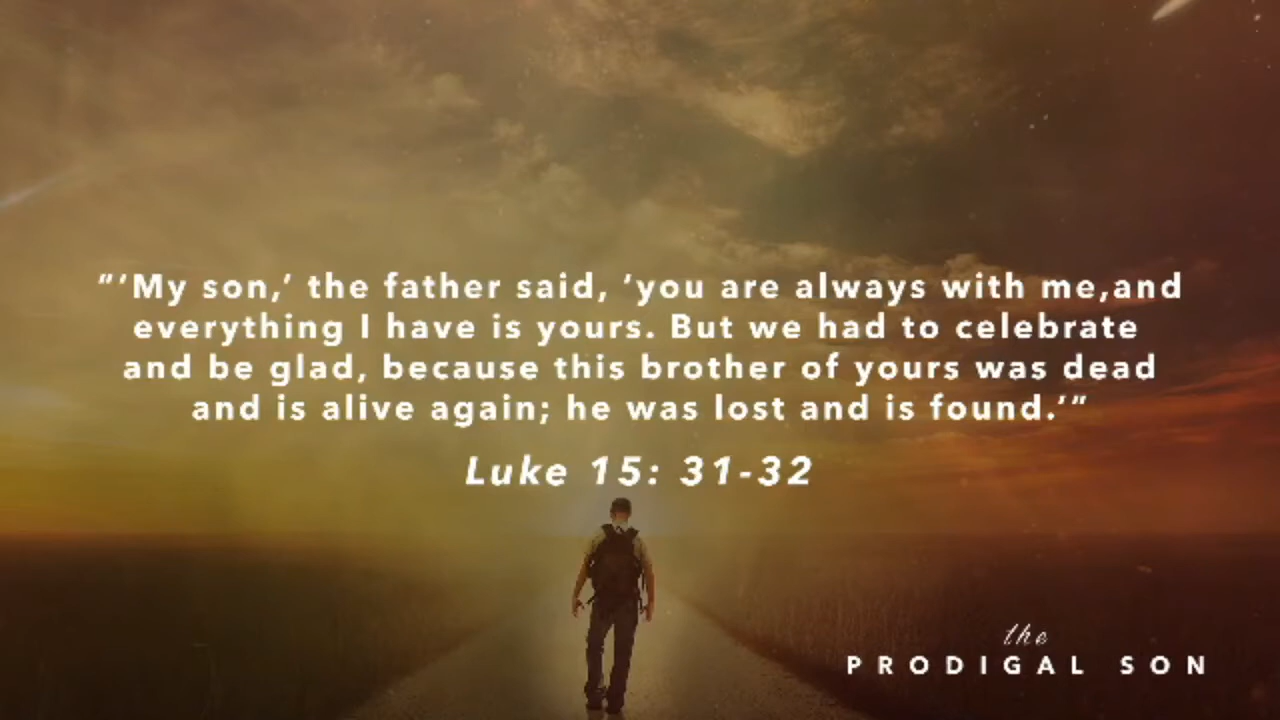 "'My son,' the father said, 'you are always with me,and
everything I have is yours. But we had to celebrate
and be glad, because this brother of yours was dead
and is alive again; he was lost and is found.'"
Luke 15: 31-32
the
PRODIGAL SON